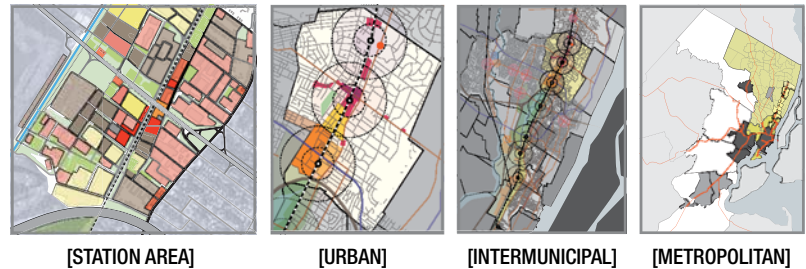 [STATION AREA]
[URBAN]
[INTERMUNICIPAL]
[METROPOLITAN]